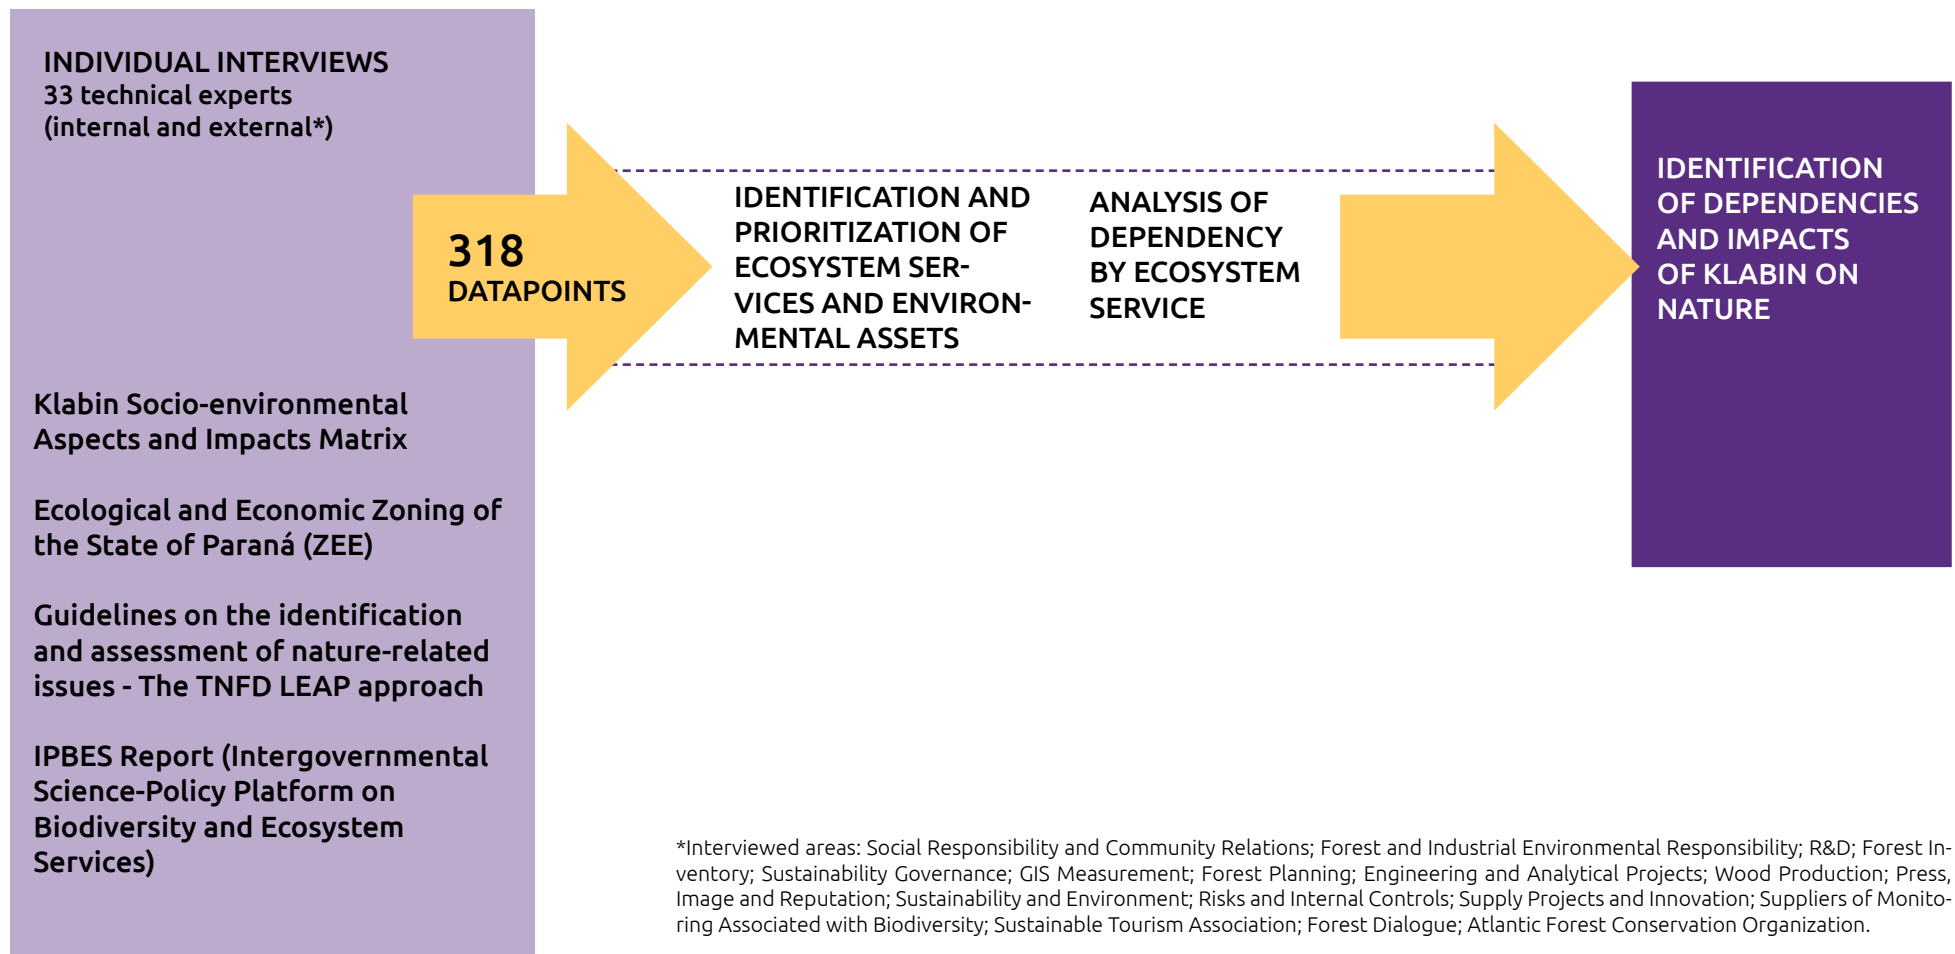 INDIVIDUAL INTERVIEWS
33 technical experts
(internal and external*)
Klabin Socio-environmental
Aspects and Impacts Matrix
Ecological and Economic Zoning of
the State of Paraná (ZEE)
Guidelines on the identification
and assessment of nature-related
issues - The TNFD LEAP approach
IPBES Report (Intergovernmental
Science-Policy Platform on
Biodiversity and Ecosystem
Services)
318
DATAPOINTS
IDENTIFICATION AND
PRIORITIZATION OF
ECOSYSTEM SER-
VICES AND ENVIRON-
MENTAL ASSETS
ANALYSIS OF
DEPENDENCY
BY ECOSYSTEM
SERVICE
IDENTIFICATION
OF DEPENDENCIES
AND IMPACTS
OF KLABIN ON
NATURE
*Interviewed areas: Social Responsibility and Community Relations; Forest and Industrial Environmental Responsibility; R&D; Forest In-
ventory; Sustainability Governance; GIS Measurement; Forest Planning; Engineering and Analytical Projects; Wood Production; Press,
Image and Reputation; Sustainability and Environment; Risks and Internal Controls; Supply Projects and Innovation; Suppliers of Monito-
ring Associated with Biodiversity; Sustainable Tourism Association; Forest Dialogue; Atlantic Forest Conservation Organization.